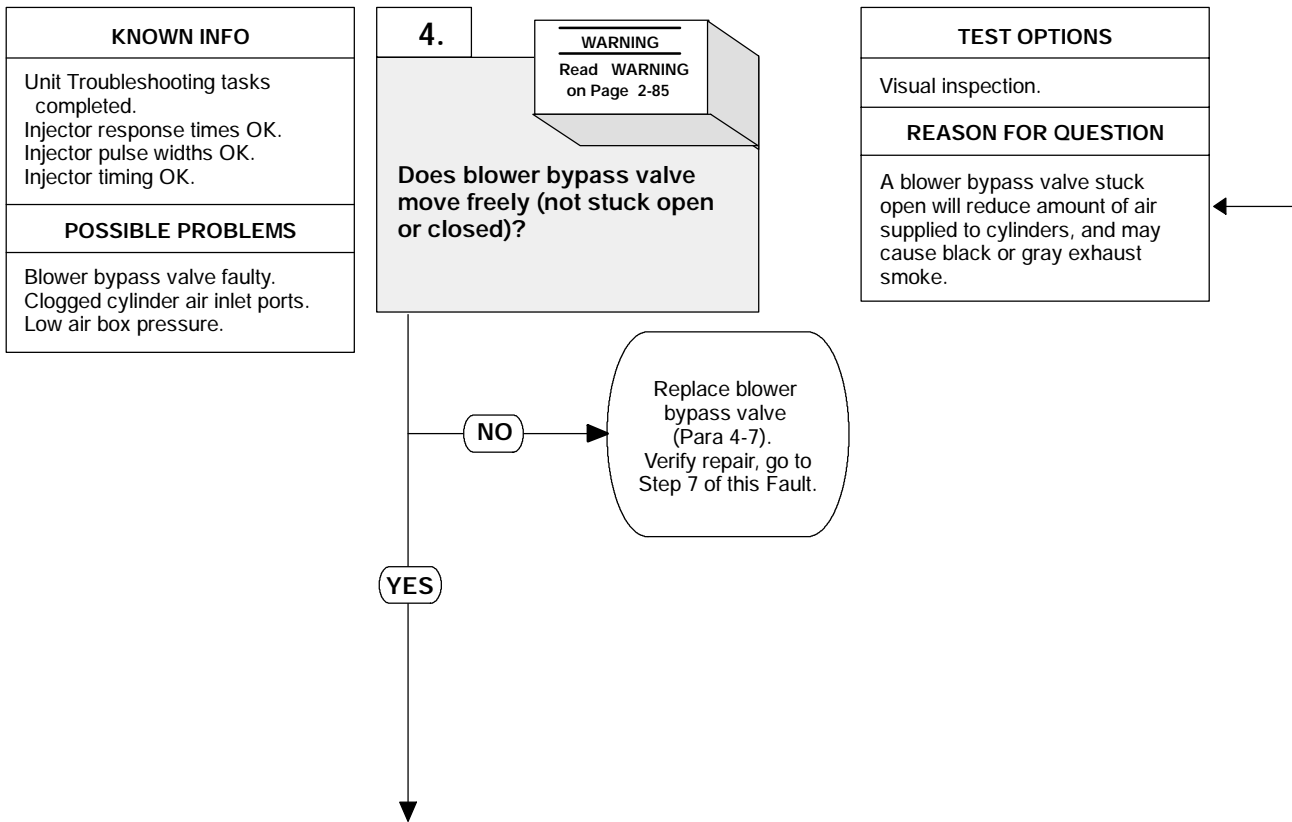 KNOWN INFO
Unit Troubleshooting tasks
completed.
Injector response times OK.
Injector pulse widths OK.
Injector timing OK.
POSSIBLE PROBLEMS
Blower bypass valve faulty.
Clogged cylinder air inlet ports.
Low air box pressure.
4.
WARNING
Read WARNING
on Page 2-85
Does blower bypass valve
move freely (not stuck open
or closed)?
TEST OPTIONS
Visual inspection.
REASON FOR QUESTION
A blower bypass valve stuck
open will reduce amount of air
supplied to cylinders, and may
cause black or gray exhaust
smoke.
NO
Replace blower
bypass valve
(Para 4-7).
Verify repair, go to
Step 7 of this Fault.
YES